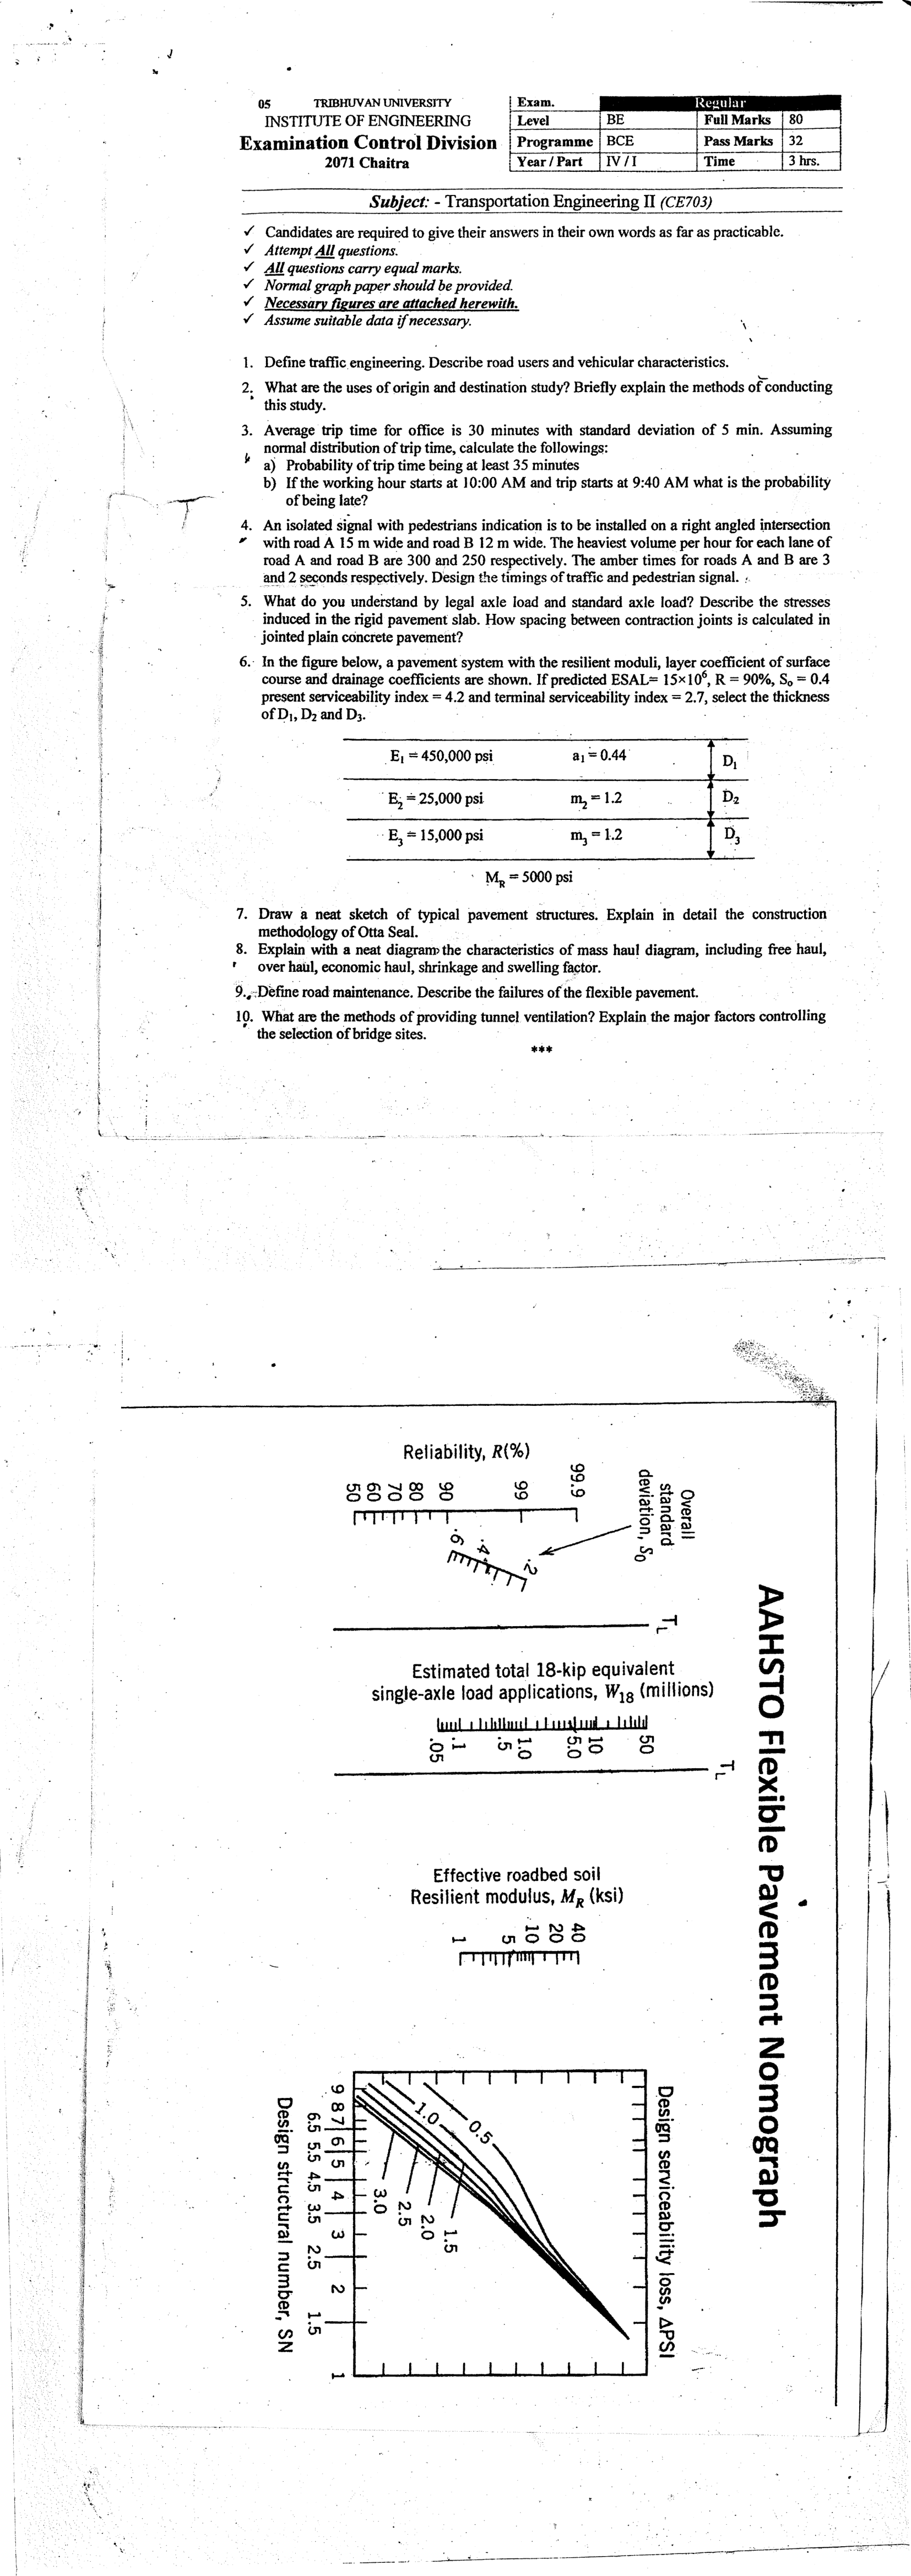 05 TRIBHUVAN UNIVERSITY
INSTITUTE OF ENGINEERING
Examination Control Division
2071 Chaitra
Exam. Regular
Level BE Full Marks 80
Programme BCE Pass Marks 32
Year / Part IV / I Time 3 hrs.
Subject: - Transportation Engineering II (CE703)
✓ Candidates are required to give their answers in their own words as far as practicable.
✓ Attempt All questions.
✓ All questions carry equal marks.
✓ Normal graph paper should be provided.
✓ Necessary figures are attached herewith.
✓ Assume suitable data if necessary.
1. Define traffic engineering. Describe road users and vehicular characteristics.
2. What are the uses of origin and destination study? Briefly explain the methods of conducting
this study.
3. Average trip time for office is 30 minutes with standard deviation of 5 min. Assuming
normal distribution of trip time, calculate the followings:
a) Probability of trip time being at least 35 minutes
b) If the working hour starts at 10:00 AM and trip starts at 9:40 AM what is the probability
of being late?
4. An isolated signal with pedestrians indication is to be installed on a right angled intersection
with road A 15 m wide and road B 12 m wide. The heaviest volume per hour for each lane of
road A and road B are 300 and 250 respectively. The amber times for roads A and B are 3
and 2 seconds respectively. Design the timings of traffic and pedestrian signal.
5. What do you understand by legal axle load and standard axle load? Describe the stresses
induced in the rigid pavement slab. How spacing between contraction joints is calculated in
jointed plain concrete pavement?
6. In the figure below, a pavement system with the resilient moduli, layer coefficient of surface
course and drainage coefficients are shown. If predicted ESAL= 15×10⁶, R = 90%, Sₒ = 0.4
present serviceability index = 4.2 and terminal serviceability index = 2.7, select the thickness
of D₁, D₂ and D₃.
E₁ = 450,000 psi a₁ = 0.44 D₁
E₂ = 25,000 psi m₂ = 1.2 D₂
E₃ = 15,000 psi m₃ = 1.2 D₃
M_R = 5000 psi
7. Draw a neat sketch of typical pavement structures. Explain in detail the construction
methodology of Otta Seal.
8. Explain with a neat diagram the characteristics of mass haul diagram, including free haul,
over haul, economic haul, shrinkage and swelling factor.
9. Define road maintenance. Describe the failures of the flexible pavement.
10. What are the methods of providing tunnel ventilation? Explain the major factors controlling
the selection of bridge sites.
***
AAHSTO Flexible Pavement Nomograph
Reliability, R(%)
99.9
99
90
80
70
60
50
Overall
standard
deviation, S₀
.2
.4
.6
T_L
Estimated total 18-kip equivalent
single-axle load applications, W₁₈ (millions)
50
10
5.0
1.0
.5
.1
.05
T_L
Effective roadbed soil
Resilient modulus, M_R (ksi)
40
20
10
5
1
Design serviceability loss, ΔPSI
0.5
1.0
1.5
2.0
2.5
3.0
9 8 7 6 5 4 3 2 1
6.5 5.5 4.5 3.5 2.5 1.5
Design structural number, SN